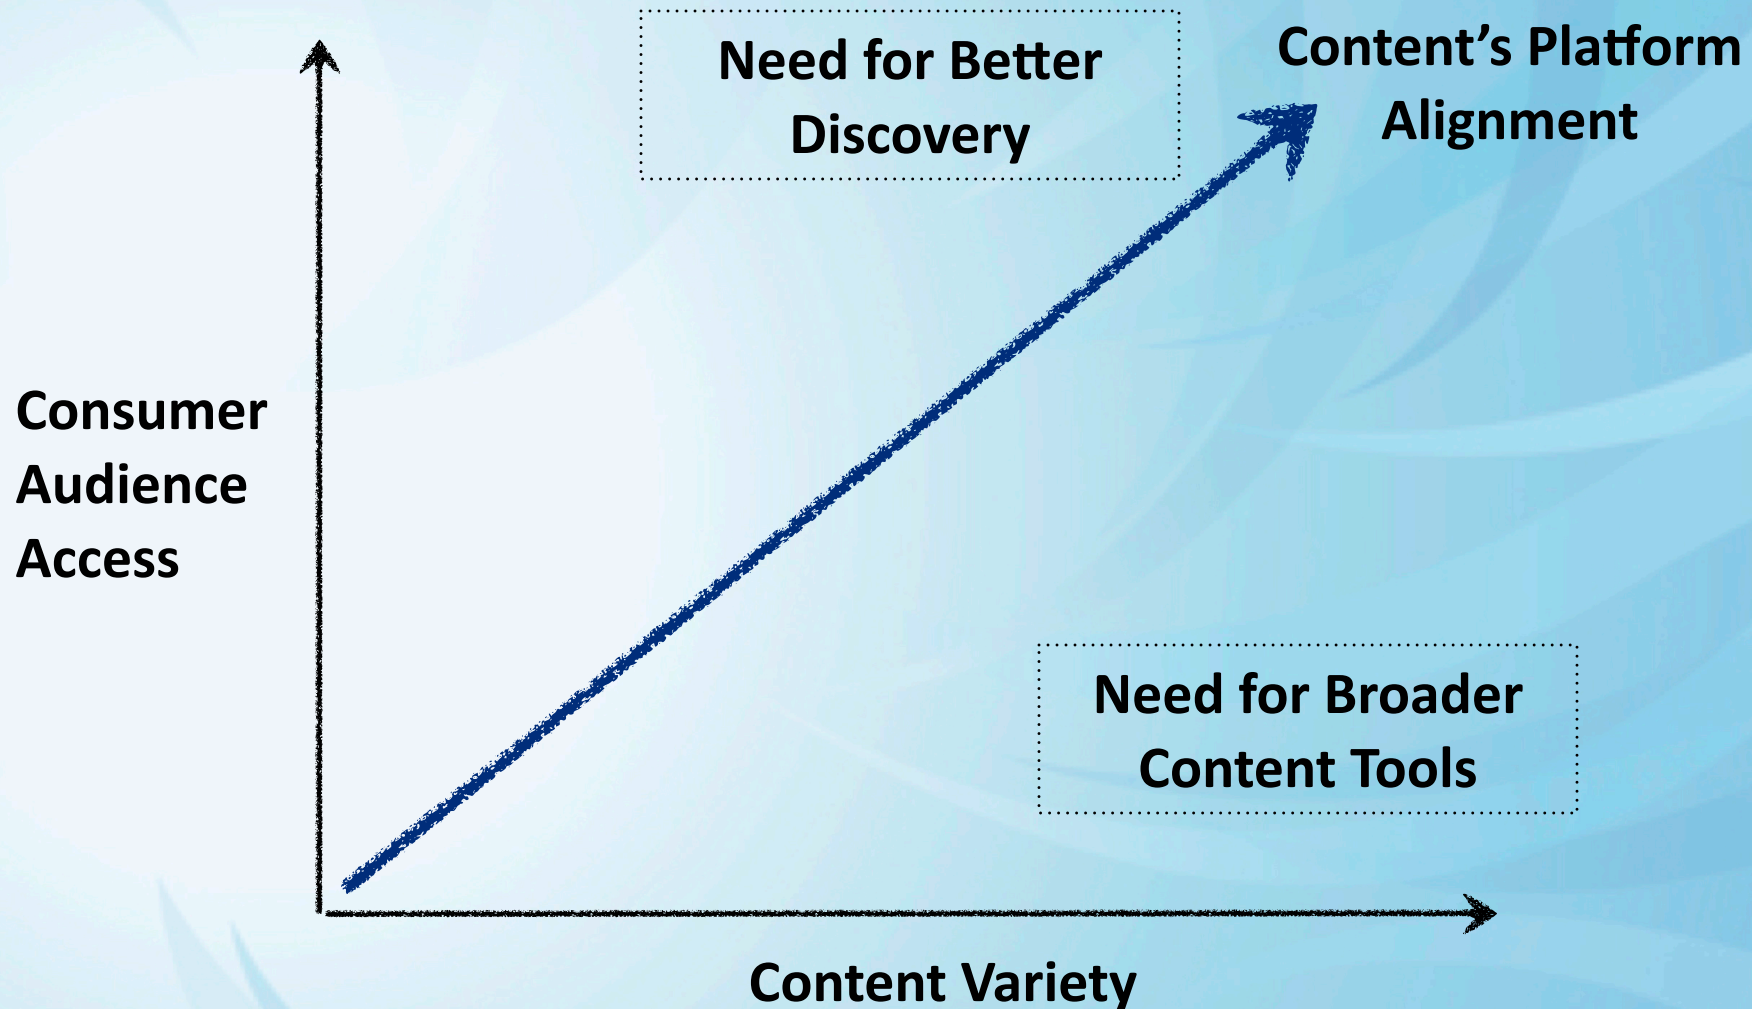 Need for Better
Discovery
Content’s Platform
Alignment
Consumer
Audience
Access
Need for Broader
Content Tools
Content Variety